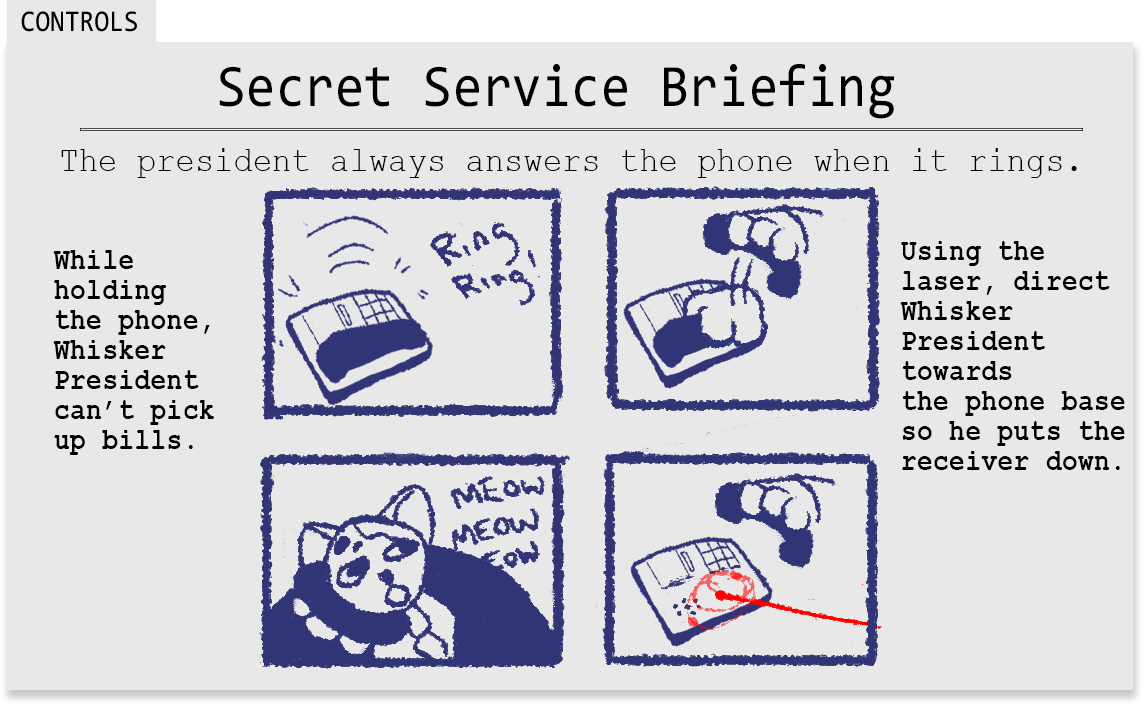 CONTROLS
Secret Service Briefing
The president always answers the phone when it rings.
While
holding
the phone,
Whisker
President
can't pick
up bills.
Ring
Ring!
MEOW
MEOW
EOW
Using the
laser, direct
Whisker
President
towards
the phone base
so he puts the
receiver down.